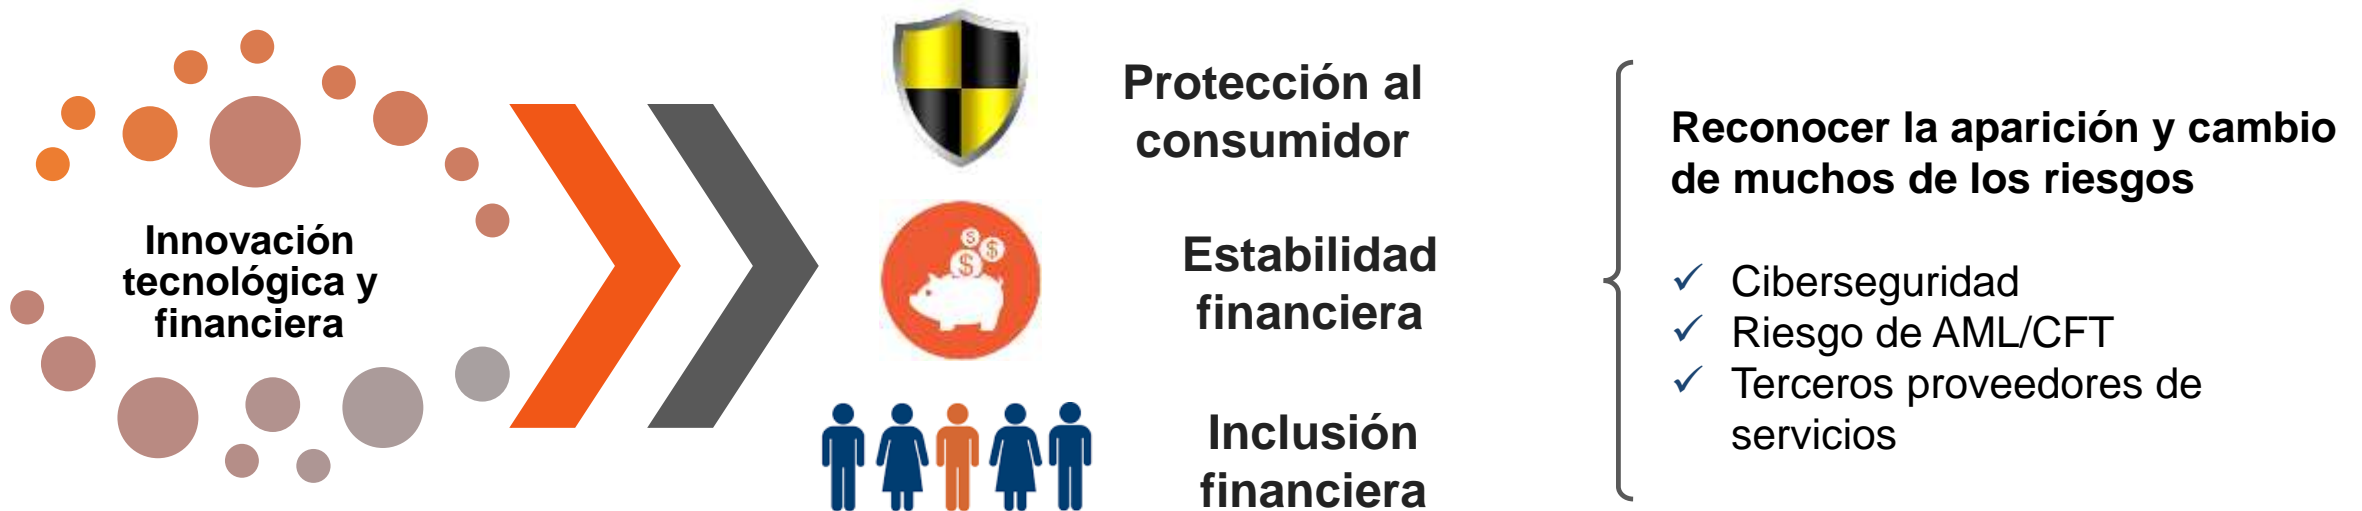 Innovación
tecnológica y
financiera
Protección al
consumidor
Estabilidad
financiera
Inclusión
financiera
Reconocer la aparición y cambio
de muchos de los riesgos
✓ Ciberseguridad
✓ Riesgo de AML/CFT
✓ Terceros proveedores de
servicios
$
$
$